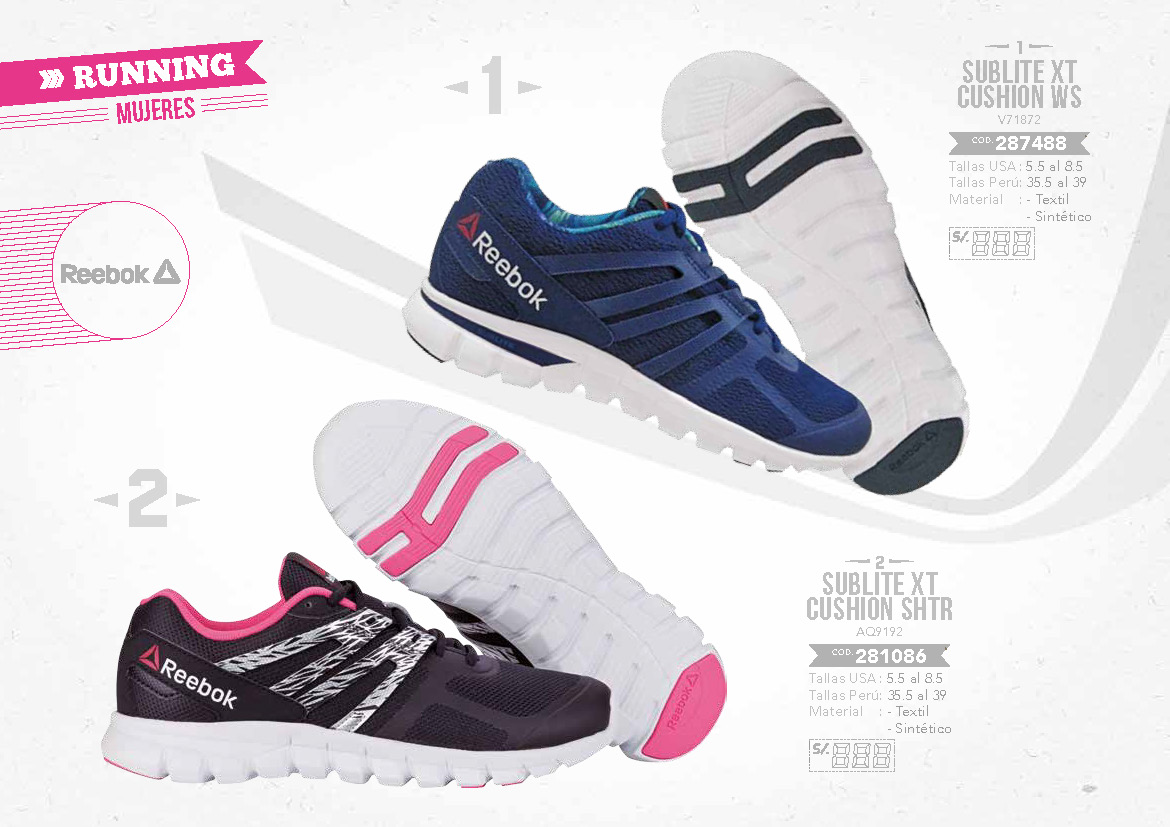 RUNNING
MUJERES
Reebok
1
1
SUBLITE XT
CUSHION WS
V71872
COD. 287488
Tallas USA : 5.5 al 8.5
Tallas Perú: 35.5 al 39
Material : - Textil
- Sintético
S/. 888
Reebok
Reebok
2
Reebok
Reebok
2
SUBLITE XT
CUSHION SHTR
AQ9192
COD. 281086
Tallas USA : 5.5 al 8.5
Tallas Perú: 35.5 al 39
Material : - Textil
- Sintético
S/. 888